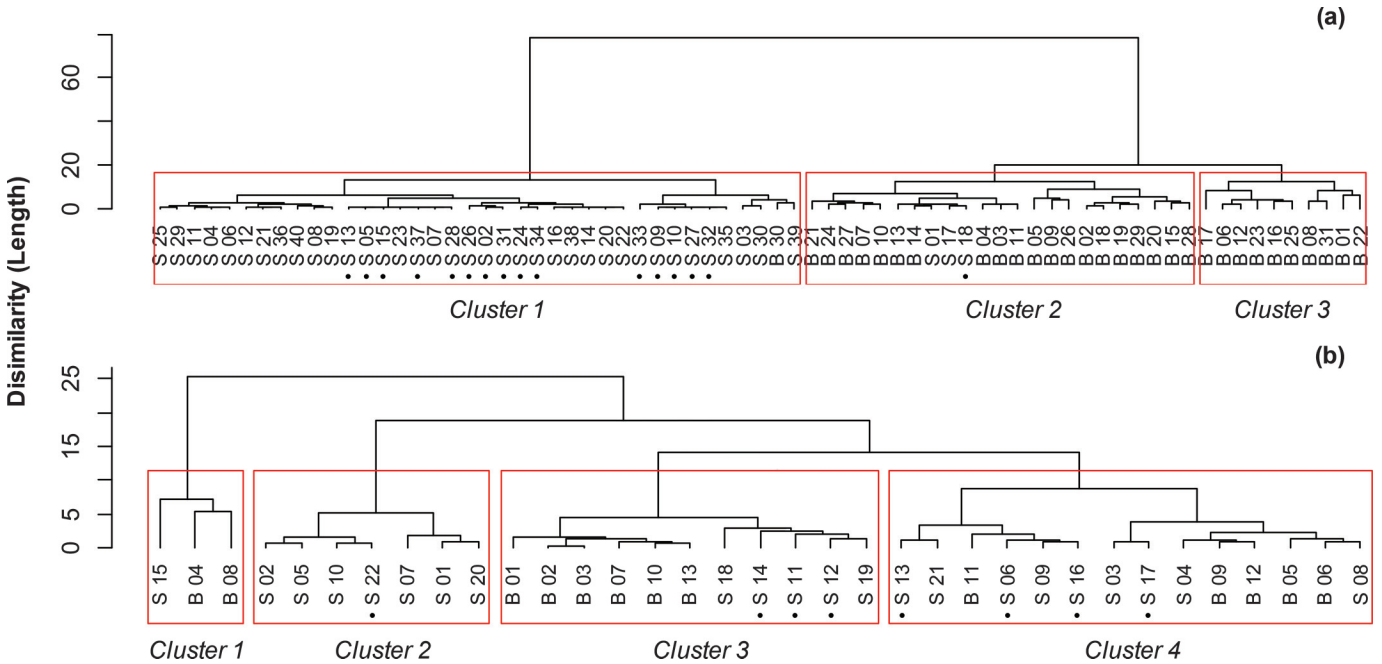 (a)
Disimilarity (Length)
60
20
0
S 25
S 29
S 11
S 04
S 06
S 12
S 21
S 36
S 40
S 08
S 19
S 13
S 05
S 15
S 23
S 37
S 07
S 28
S 26
S 02
S 31
S 24
S 34
S 16
S 38
S 14
S 20
S 22
S 33
S 09
S 10
S 27
S 32
S 35
S 03
S 30
B 30
S 39
B 21
B 24
B 27
B 07
B 10
B 13
B 14
S 01
S 17
S 18
B 04
B 03
B 11
B 05
B 09
B 26
B 02
B 18
B 19
B 29
B 20
B 15
B 28
B 17
B 06
B 12
B 23
B 16
B 25
B 08
B 31
B 01
B 22
Cluster 1
Cluster 2
Cluster 3
(b)
25
15
5
0
S 15
B 04
B 08
S 02
S 05
S 10
S 22
S 07
S 01
S 20
B 01
B 02
B 03
B 07
B 10
B 13
S 18
S 14
S 11
S 12
S 19
S 13
S 21
B 11
S 06
S 09
S 16
S 03
S 17
S 04
B 09
B 12
B 05
B 06
S 08
Cluster 1
Cluster 2
Cluster 3
Cluster 4